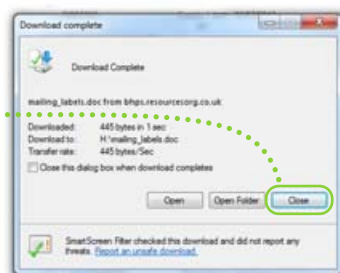 Download complete
Download Complete
mailing_labels.doc from bhps.resourcesorg.co.uk
Downloaded: 445 bytes in 1 sec
Download to: H:\mailing_labels.doc
Transfer rate: 445 bytes/Sec
Close this dialog box when download completes
Open Open Folder Close
SmartScreen Filter checked this download and did not report any
threats. Report an unsafe download.